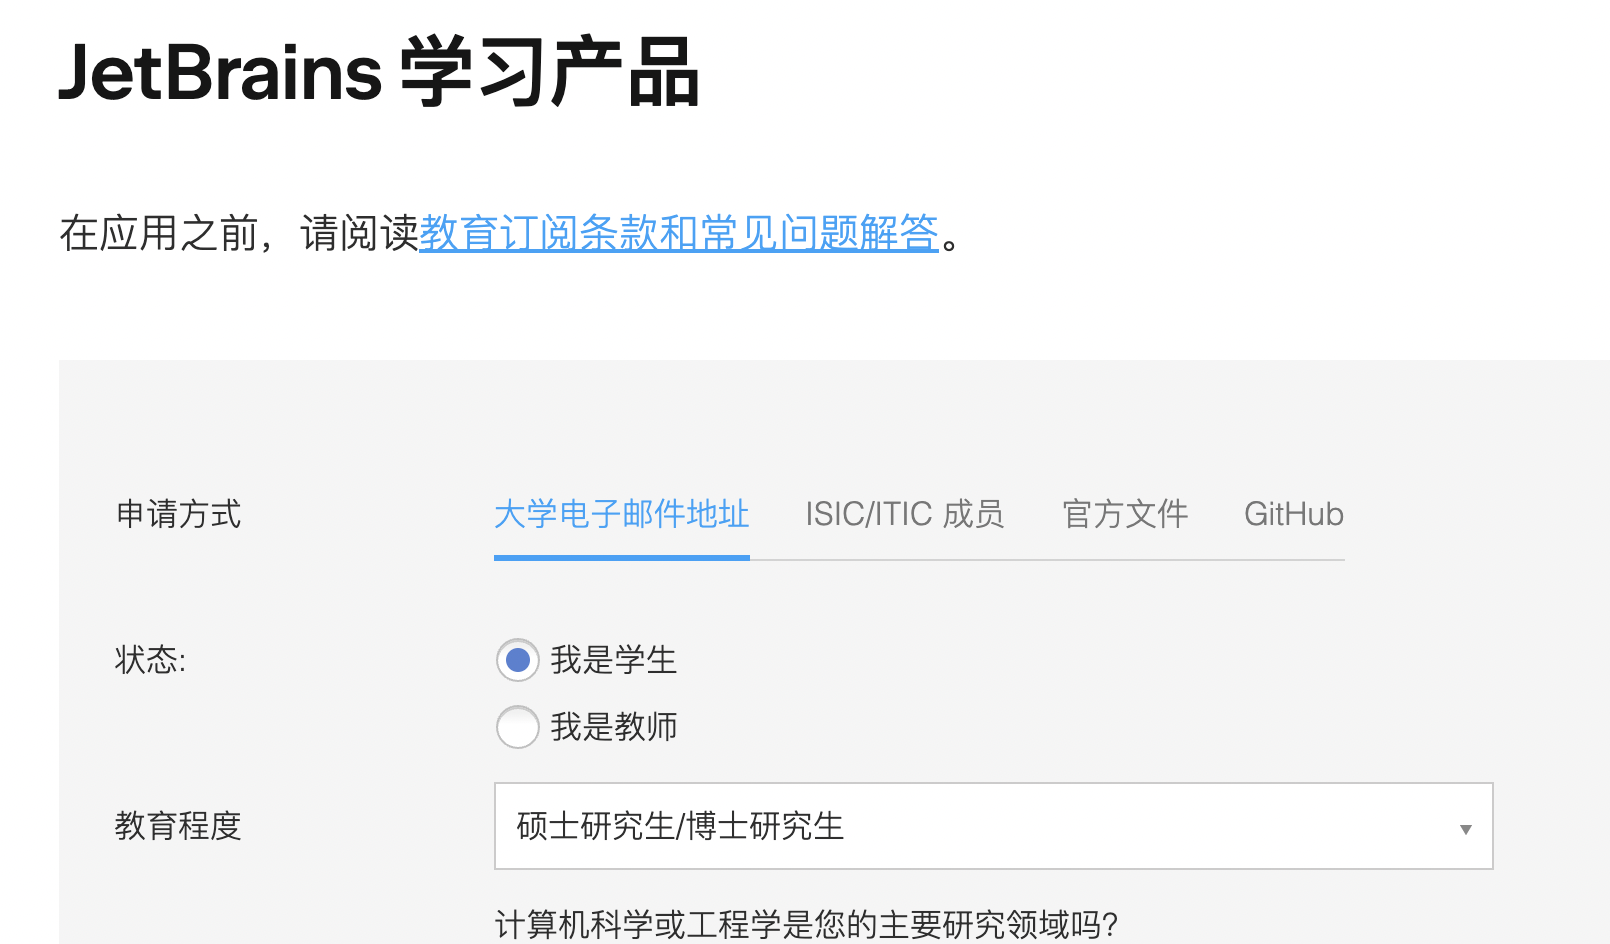 JetBrains 学习产品
在应用之前，请阅读教育订阅条款和常见问题解答。
申请方式 大学电子邮件地址 ISIC/ITIC 成员 官方文件 GitHub
状态: 我是学生
我是教师
教育程度 硕士研究生/博士研究生
计算机科学或工程学是您的主要研究领域吗?